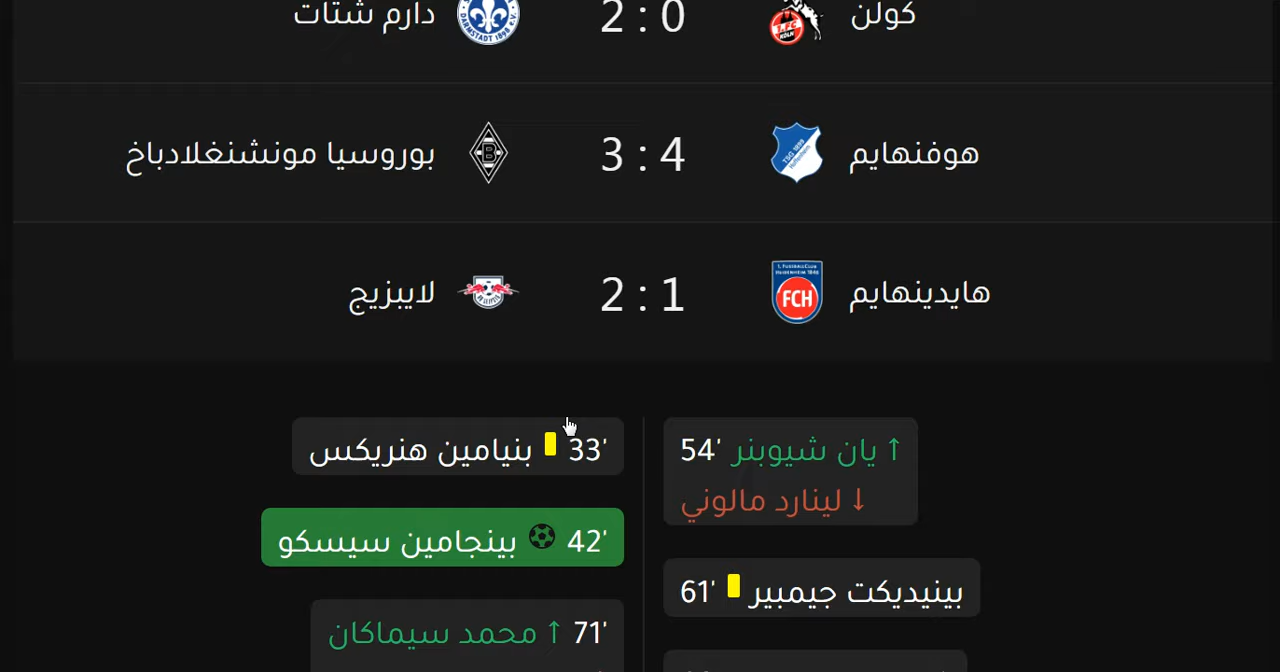 كولن 2 : 0 دارم شتات
هوفنهايم 3 : 4 بوروسيا مونشنغلادباخ
هايدينهايم 2 : 1 لايبزيج
↑ يان شيوبنر 54'
↓ لينارد مالوني
بينيديكت جيمبير 61'
33' بنيامين هنريكس
42' بينجامين سيسكو
71' ↑ محمد سيماكان